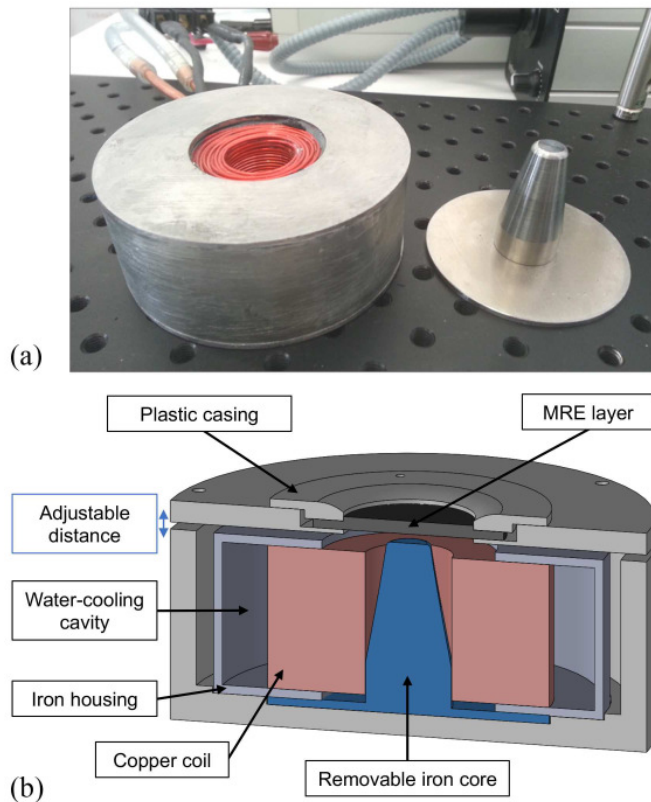 (a)
Plastic casing
MRE layer
Adjustable
distance
Water-cooling
cavity
Iron housing
Copper coil
Removable iron core
(b)